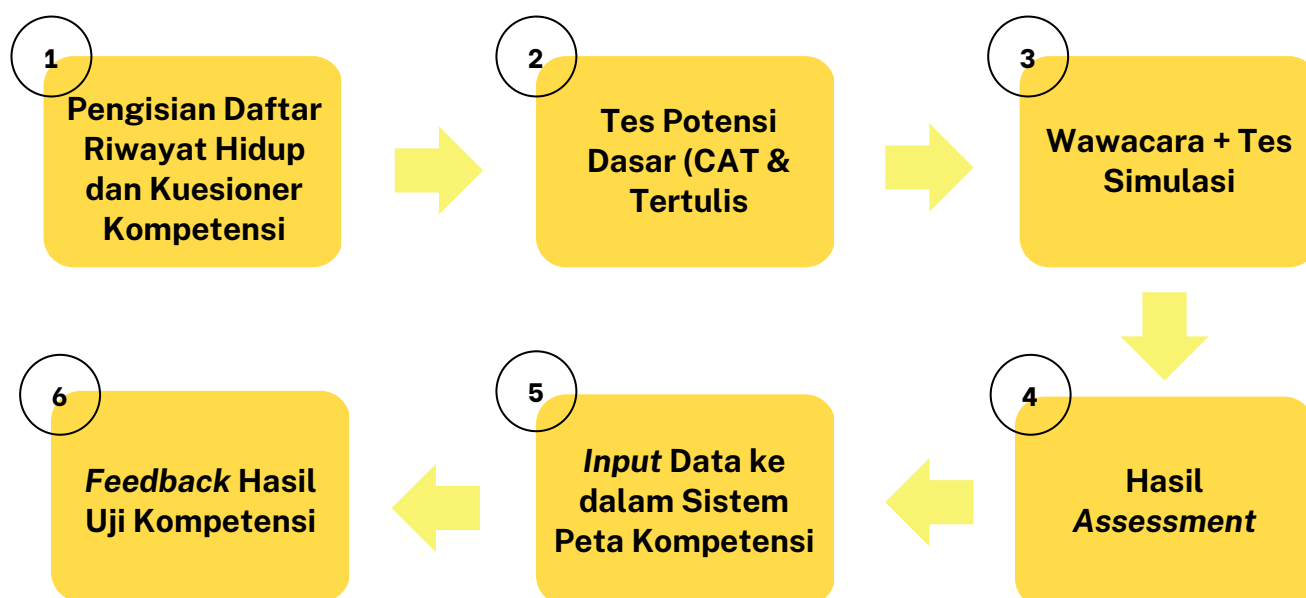 1
Pengisian Daftar
Riwayat Hidup
dan Kuesioner
Kompetensi
2
Tes Potensi
Dasar (CAT &
Tertulis
3
Wawacara + Tes
Simulasi
4
Hasil
Assessment
5
Input Data ke
dalam Sistem
Peta Kompetensi
6
Feedback Hasil
Uji Kompetensi